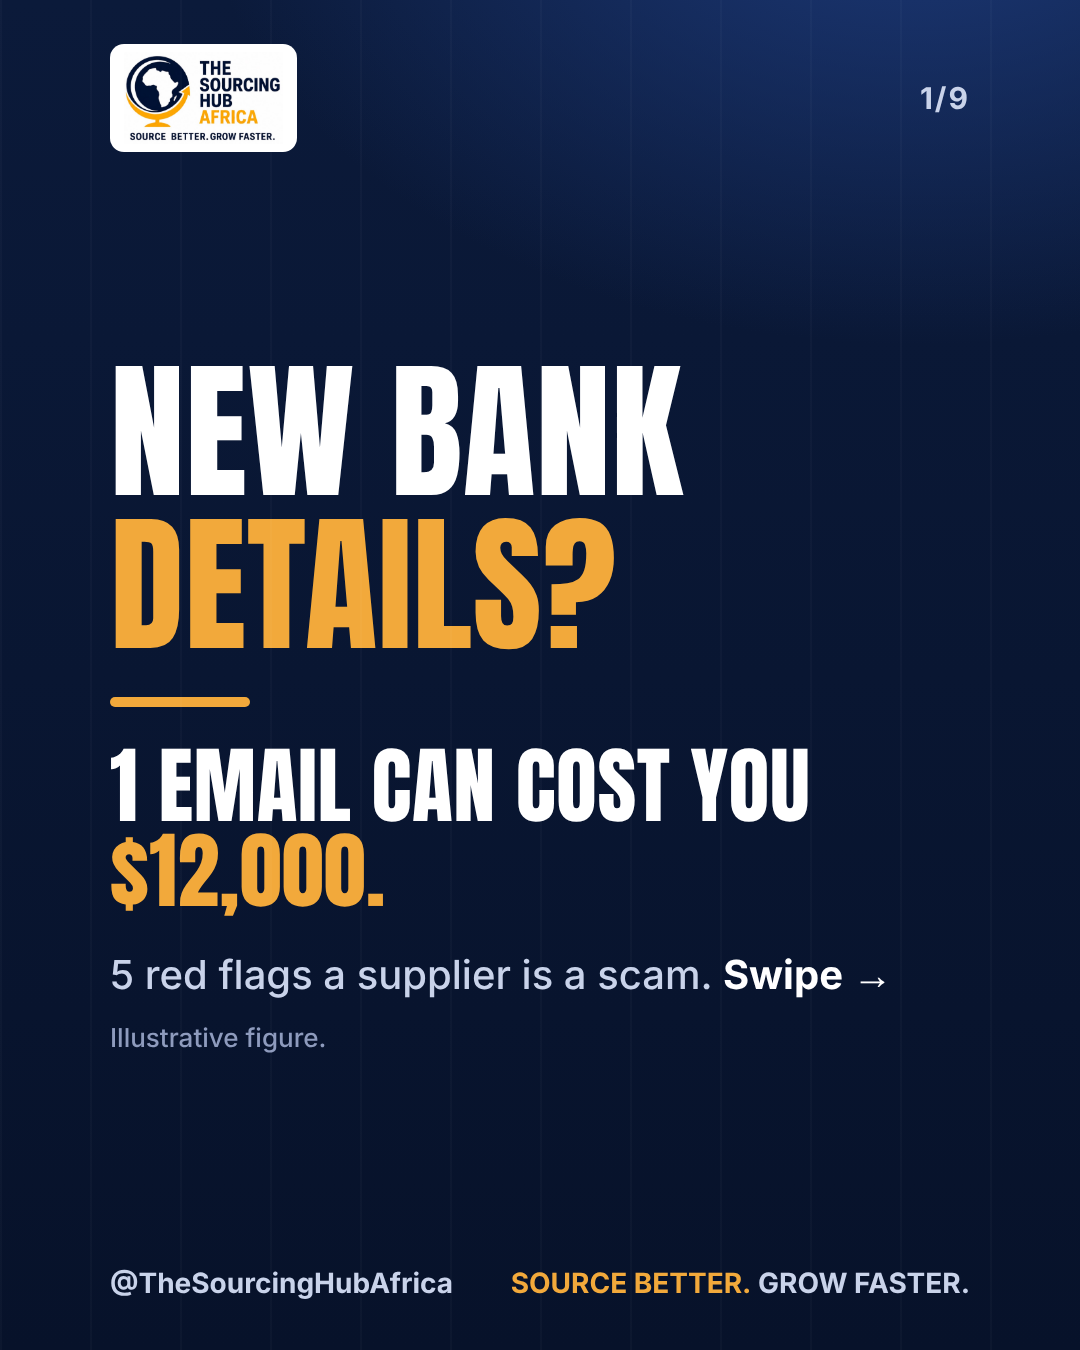 THE
SOURCING
HUB
AFRICA
SOURCE BETTER. GROW FASTER.
1/9
NEW BANK
DETAILS?
1 EMAIL CAN COST YOU
$12,000.
5 red flags a supplier is a scam. Swipe →
Illustrative figure.
@TheSourcingHubAfrica
SOURCE BETTER. GROW FASTER.